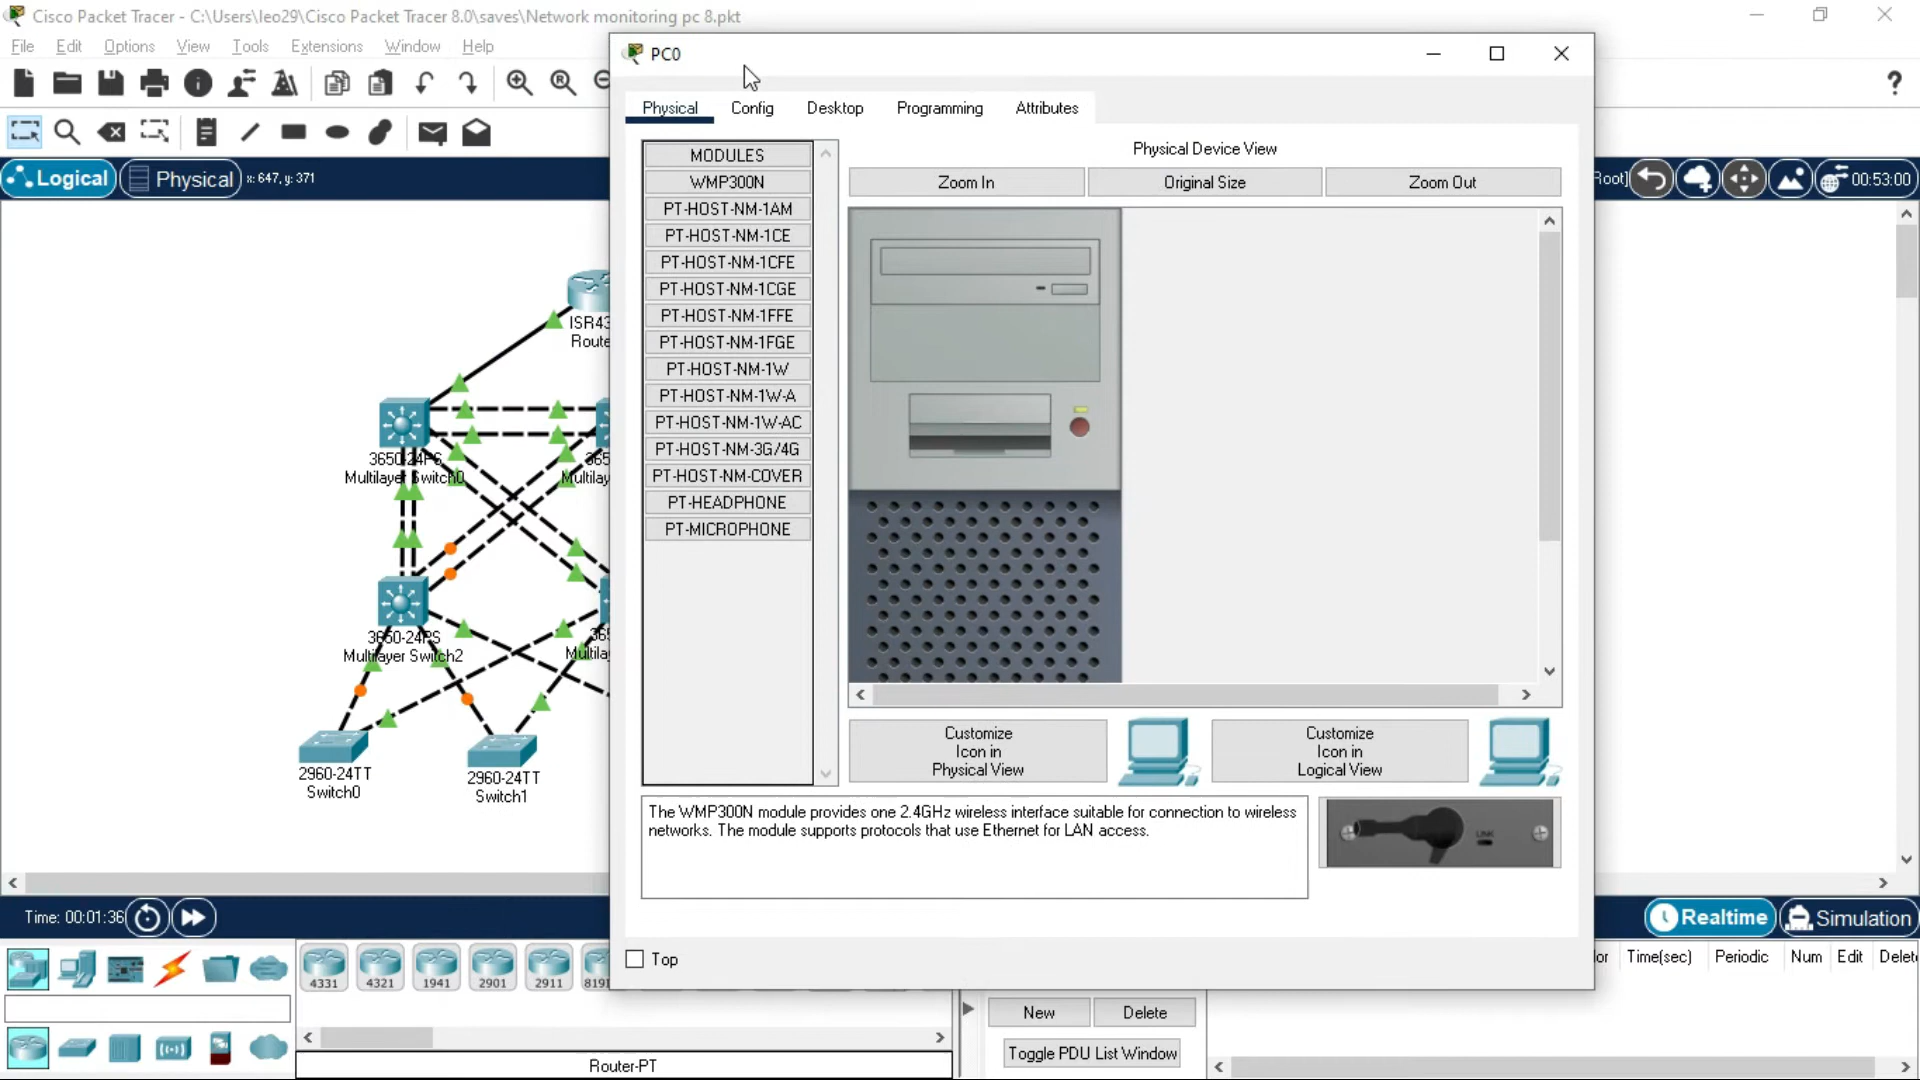 Cisco Packet Tracer - C:\Users\leo29\Cisco Packet Tracer 8.0\saves\Network monitoring pc 8.pkt
File Edit Options View Tools Extensions Window Help
PC0
Physical Config Desktop Programming Attributes
?
Logical Physical x: 647, y: 371
Root] 00:53:00
MODULES
WMP300N
PT-HOST-NM-1AM
PT-HOST-NM-1CE
PT-HOST-NM-1CFE
PT-HOST-NM-1CGE
PT-HOST-NM-1FFE
PT-HOST-NM-1FGE
PT-HOST-NM-1W
PT-HOST-NM-1W-A
PT-HOST-NM-1W-AC
PT-HOST-NM-3G/4G
PT-HOST-NM-COVER
PT-HEADPHONE
PT-MICROPHONE
Physical Device View
Zoom In Original Size Zoom Out
Customize
Icon in
Physical View
Customize
Icon in
Logical View
The WMP300N module provides one 2.4GHz wireless interface suitable for connection to wireless
networks. The module supports protocols that use Ethernet for LAN access.
LINK
Top
ISR43
Route
3650-24PS
Multilayer Switch0
365
Multilay
3650-24PS
Multilayer Switch2
365
Multila
2960-24TT
Switch0
2960-24TT
Switch1
Time: 00:01:36
Realtime Simulation
4331 4321 1941 2901 2911 819I
Router-PT
New Delete
Toggle PDU List Window
or Time(sec) Periodic Num Edit Delet